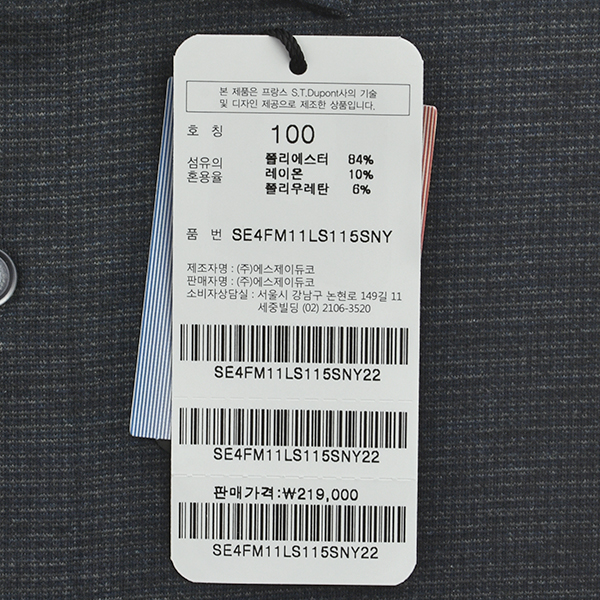 본 제품은 프랑스 S.T.Dupont사의 기술
및 디자인 제공으로 제조한 상품입니다.
호 칭 100
섬유의 혼용율
폴리에스터 84%
레이온 10%
폴리우레탄 6%
품 번 SE4FM11LS115SNY
제조자명 : (주)에스제이듀코
판매자명 : (주)에스제이듀코
소비자상담실 : 서울시 강남구 논현로 149길 11
세중빌딩 (02) 2106-3520
SE4FM11LS115SNY22
SE4FM11LS115SNY22
판매가격:₩219,000
SE4FM11LS115SNY22